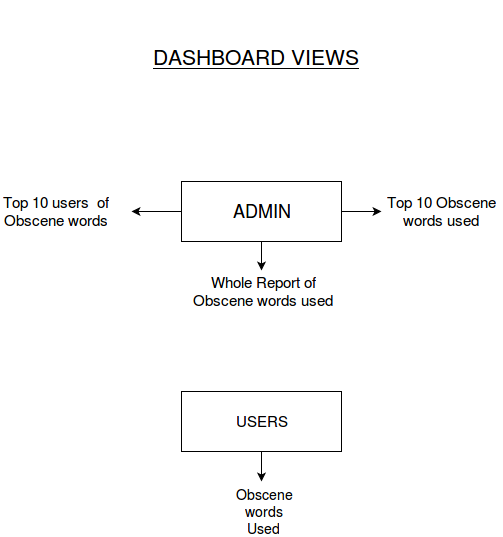 DASHBOARD VIEWS
Top 10 users of
Obscene words
ADMIN
Top 10 Obscene
words used
Whole Report of
Obscene words used
USERS
Obscene
words
Used